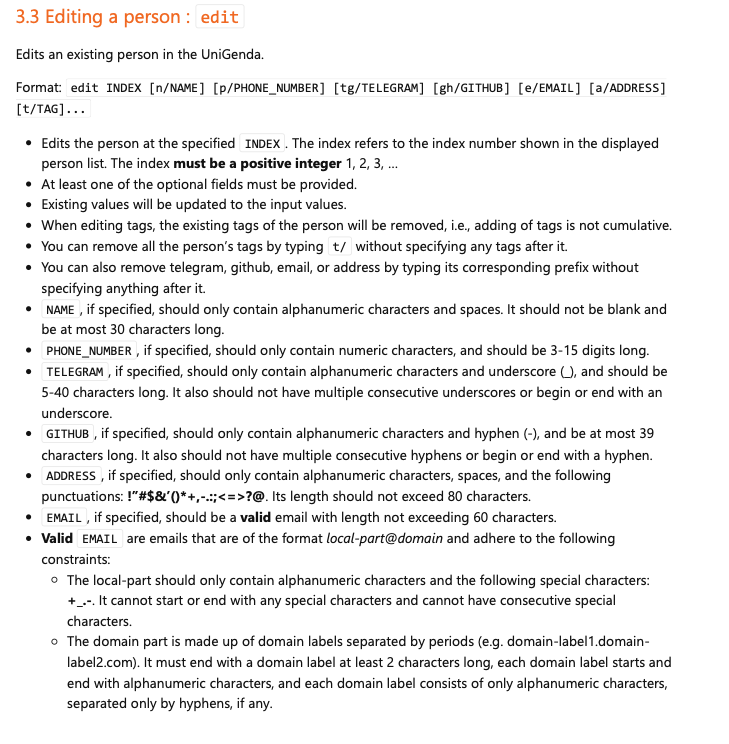 3.3 Editing a person : edit
Edits an existing person in the UniGenda.
Format: edit INDEX [n/NAME] [p/PHONE_NUMBER] [tg/TELEGRAM] [gh/GITHUB] [e/EMAIL] [a/ADDRESS]
[t/TAG]...
• Edits the person at the specified INDEX . The index refers to the index number shown in the displayed
person list. The index must be a positive integer 1, 2, 3, …
• At least one of the optional fields must be provided.
• Existing values will be updated to the input values.
• When editing tags, the existing tags of the person will be removed, i.e., adding of tags is not cumulative.
• You can remove all the person's tags by typing t/ without specifying any tags after it.
• You can also remove telegram, github, email, or address by typing its corresponding prefix without
specifying anything after it.
• NAME , if specified, should only contain alphanumeric characters and spaces. It should not be blank and
be at most 30 characters long.
• PHONE_NUMBER , if specified, should only contain numeric characters, and should be 3-15 digits long.
• TELEGRAM , if specified, should only contain alphanumeric characters and underscore (_), and should be
5-40 characters long. It also should not have multiple consecutive underscores or begin or end with an
underscore.
• GITHUB , if specified, should only contain alphanumeric characters and hyphen (-), and be at most 39
characters long. It also should not have multiple consecutive hyphens or begin or end with a hyphen.
• ADDRESS , if specified, should only contain alphanumeric characters, spaces, and the following
punctuations: !"#$&'()*+,-.:;<=>?@. Its length should not exceed 80 characters.
• EMAIL , if specified, should be a valid email with length not exceeding 60 characters.
• Valid EMAIL are emails that are of the format local-part@domain and adhere to the following
constraints:
○ The local-part should only contain alphanumeric characters and the following special characters:
+_.-. It cannot start or end with any special characters and cannot have consecutive special
characters.
○ The domain part is made up of domain labels separated by periods (e.g. domain-label1.domain-
label2.com). It must end with a domain label at least 2 characters long, each domain label starts and
end with alphanumeric characters, and each domain label consists of only alphanumeric characters,
separated only by hyphens, if any.